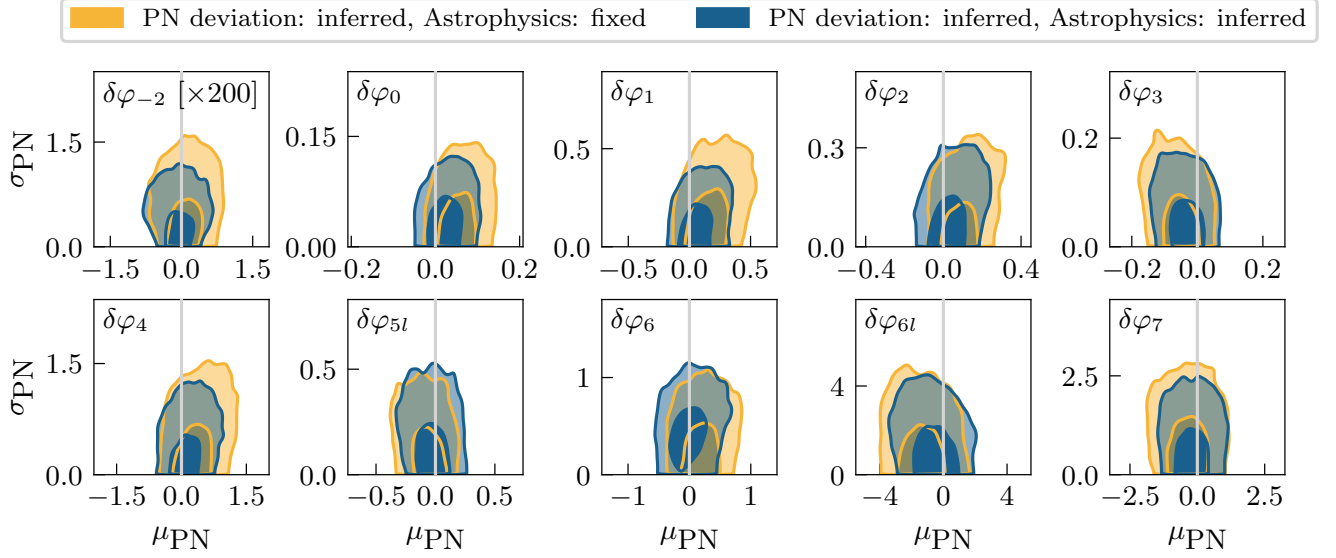 PN deviation: inferred, Astrophysics: fixed PN deviation: inferred, Astrophysics: inferred
δφ₋₂ [×200] δφ₀ δφ₁ δφ₂ δφ₃
σPN
1.5 0.15 0.5 0.3 0.2
0.0 0.00 0.0 0.0 0.0
−1.5 0.0 1.5 −0.2 0.0 0.2 −0.5 0.0 0.5 −0.4 0.0 0.4 −0.2 0.0 0.2
δφ₄ δφ₅ₗ δφ₆ δφ₆ₗ δφ₇
σPN
1.5 0.5 1 4 2.5
0.0 0.0 0 0 0.0
−1.5 0.0 1.5 −0.5 0.0 0.5 −1 0 1 −4 0 4 −2.5 0.0 2.5
μPN μPN μPN μPN μPN